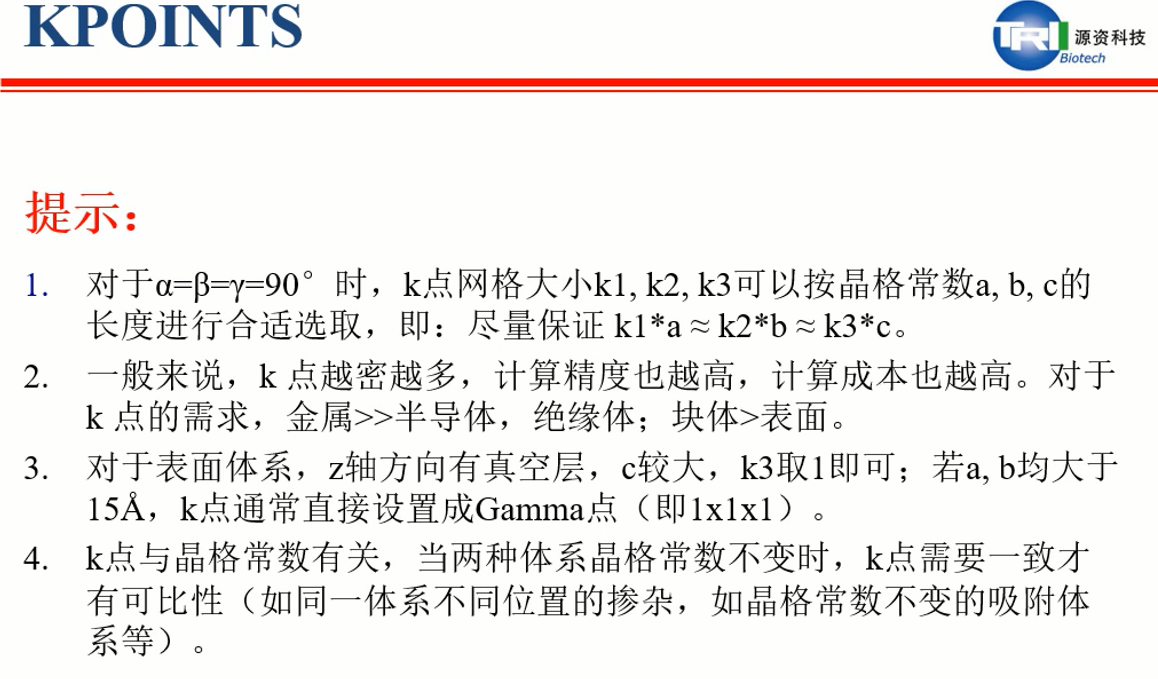 KPOINTS
TRI 源资科技
Biotech
提示：
1. 对于α=β=γ=90°时，k点网格大小k1, k2, k3可以按晶格常数a, b, c的
长度进行合适选取，即：尽量保证 k1*a ≈ k2*b ≈ k3*c。
2. 一般来说，k 点越密越多，计算精度也越高，计算成本也越高。对于
k 点的需求，金属>>半导体，绝缘体；块体>表面。
3. 对于表面体系，z轴方向有真空层，c较大，k3取1即可；若a, b均大于
15Å，k点通常直接设置成Gamma点（即1x1x1）。
4. k点与晶格常数有关，当两种体系晶格常数不变时，k点需要一致才
有可比性（如同一体系不同位置的掺杂，如晶格常数不变的吸附体
系等）。